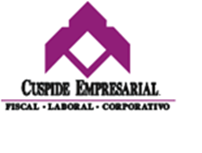 CUSPIDE EMPRESARIAL
FISCAL · LABORAL · CORPORATIVO